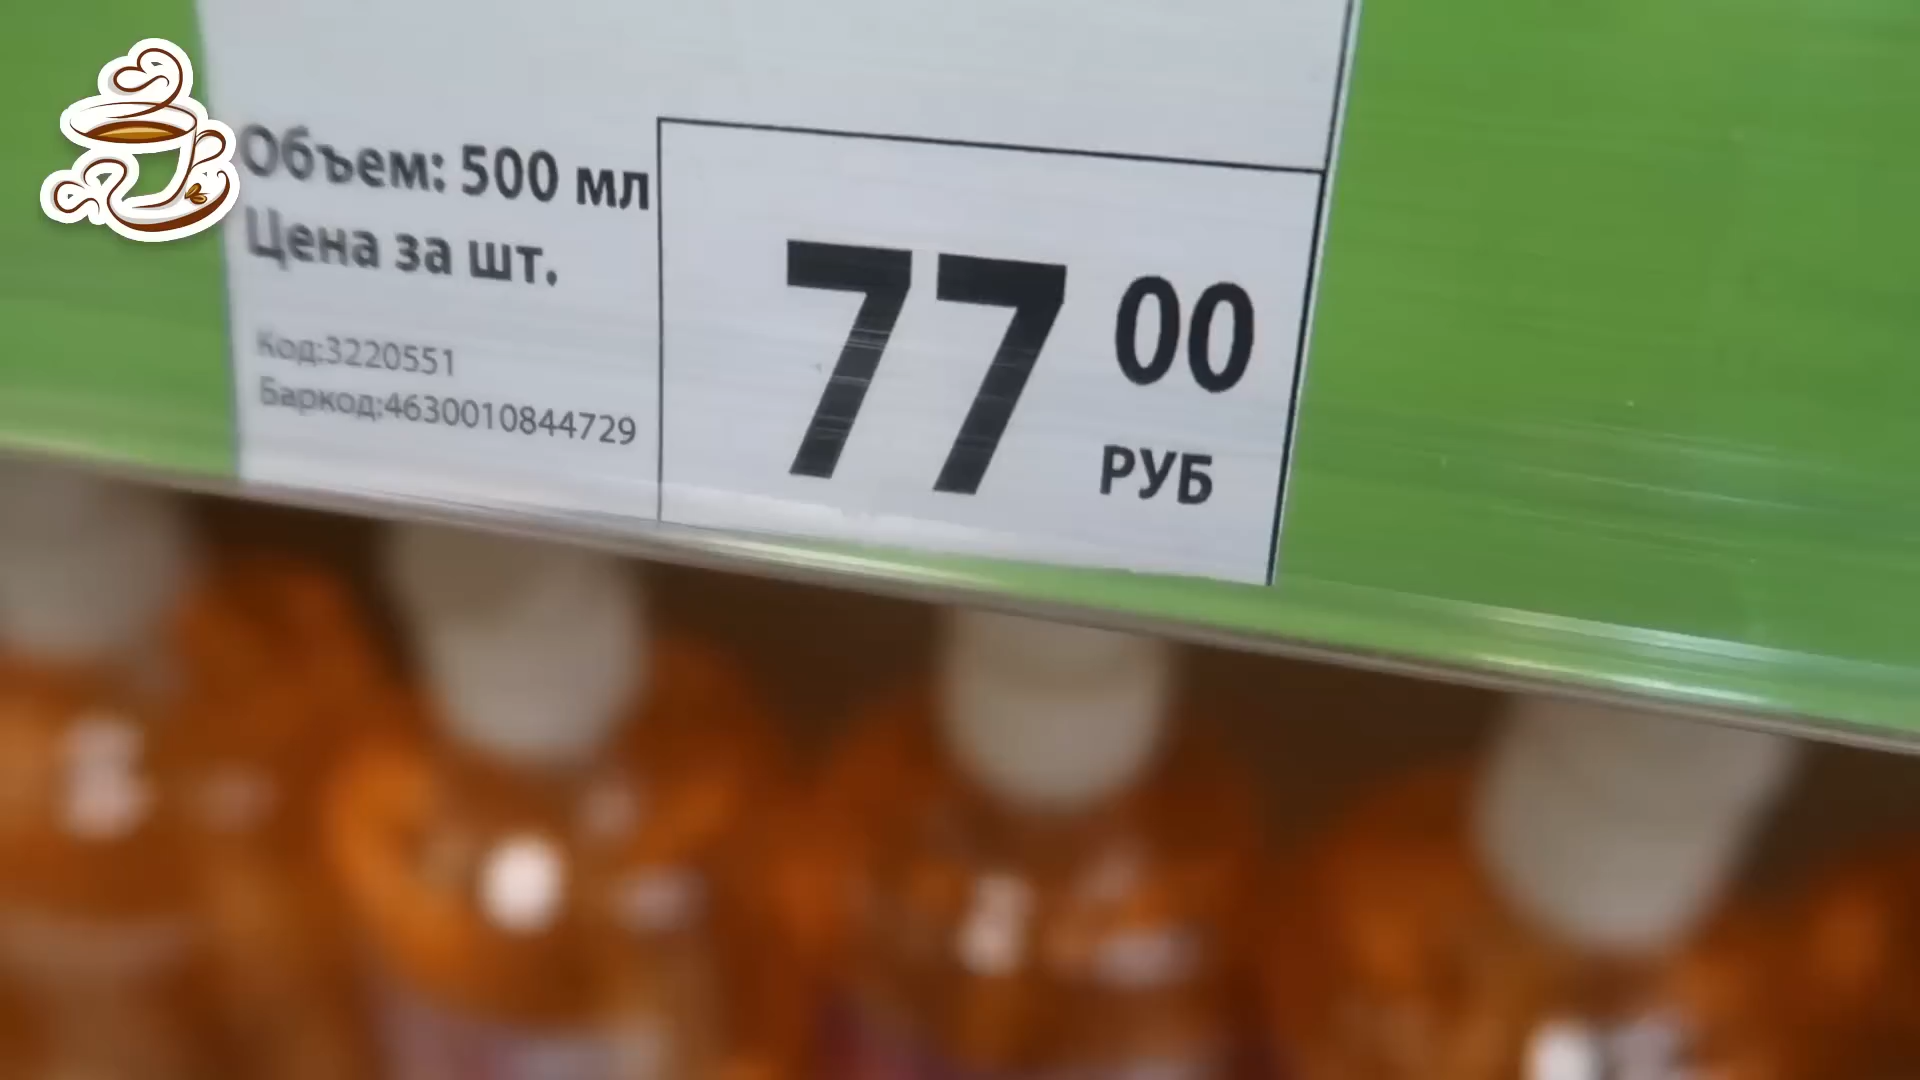 Объем: 500 мл
Цена за шт.
Код:3220551
Баркод:4630010844729
77 00
РУБ